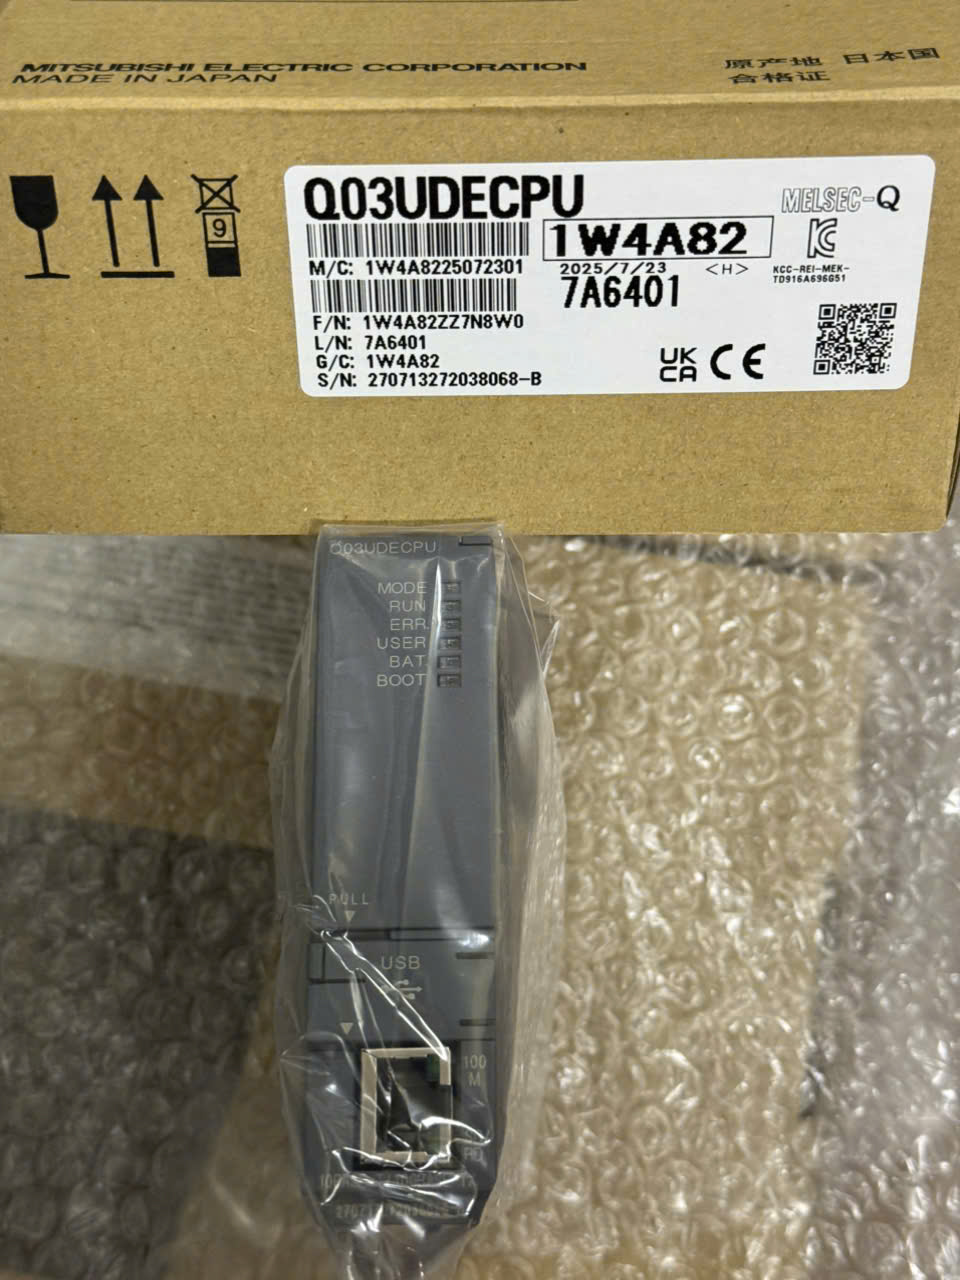 MITSUBISHI ELECTRIC CORPORATION
MADE IN JAPAN
原产地 日本国
合格证
9
Q03UDECPU
MELSEC-Q
1W4A82
M/C: 1W4A8225072301
2025/7/23 <H>
KCC-REI-MEK-
TD916A696G51
7A6401
F/N: 1W4A82ZZ7N8W0
L/N: 7A6401
G/C: 1W4A82
S/N: 270713272038068-B
UK
CA
CE
Q03UDECPU
MODE
RUN
ERR.
USER
BAT.
BOOT
PULL
USB
100
M